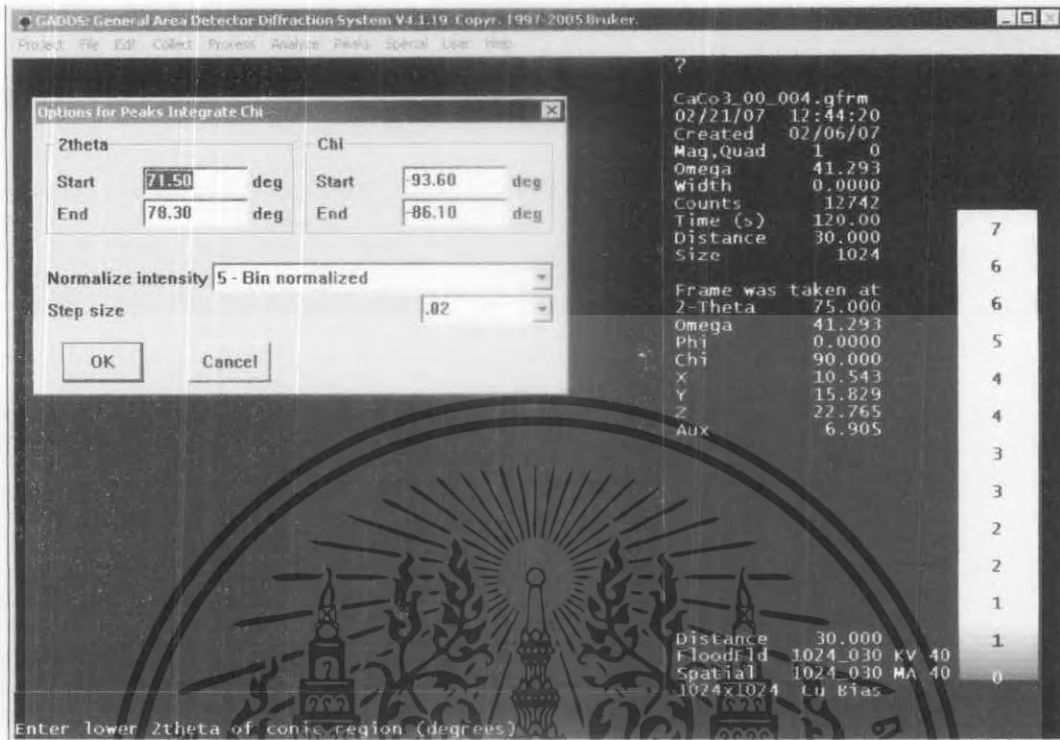 GADDS: General Area Detector Diffraction System V4.1.19 Copyr. 1997-2005 Bruker.
Project File Edit Collect Process Analyze Peaks Special User Help
Options for Peaks Integrate Chi
2theta
Start 71.50 deg
End 78.30 deg
Chi
Start -93.60 deg
End -86.10 deg
Normalize intensity 5 - Bin normalized
Step size .02
OK Cancel
?
CaCo3_00_004.gfrm
02/21/07 12:44:20
Created 02/06/07
Mag,Quad 1 0
Omega 41.293
Width 0.0000
Counts 12742
Time (s) 120.00
Distance 30.000
Size 1024
Frame was taken at
2-Theta 75.000
Omega 41.293
Phi 0.0000
Chi 90.000
X 10.543
Y 15.829
Z 22.765
Aux 6.905
Distance 30.000
FloodFld 1024_030 KV 40
Spatial 1024_030 MA 40
1024x1024 Cu Bias
7
6
6
5
4
4
3
3
2
2
1
1
0
Enter lower 2theta of conic region (degrees)